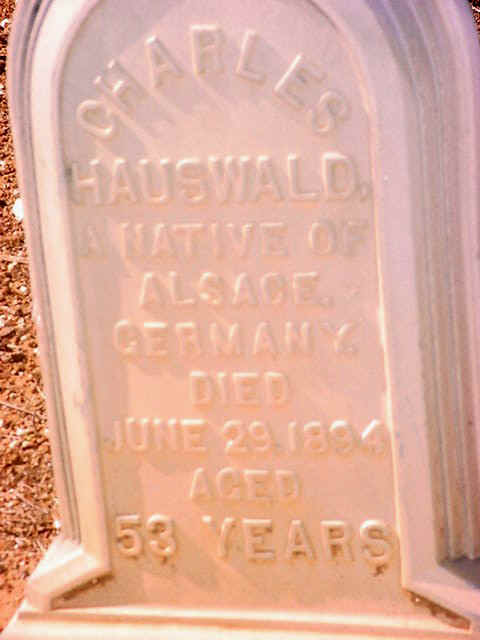 CHARLES
HAUSWALD.
A NATIVE OF
ALSACE.
GERMANY.
DIED
JUNE 29. 1894
AGED
53 YEARS